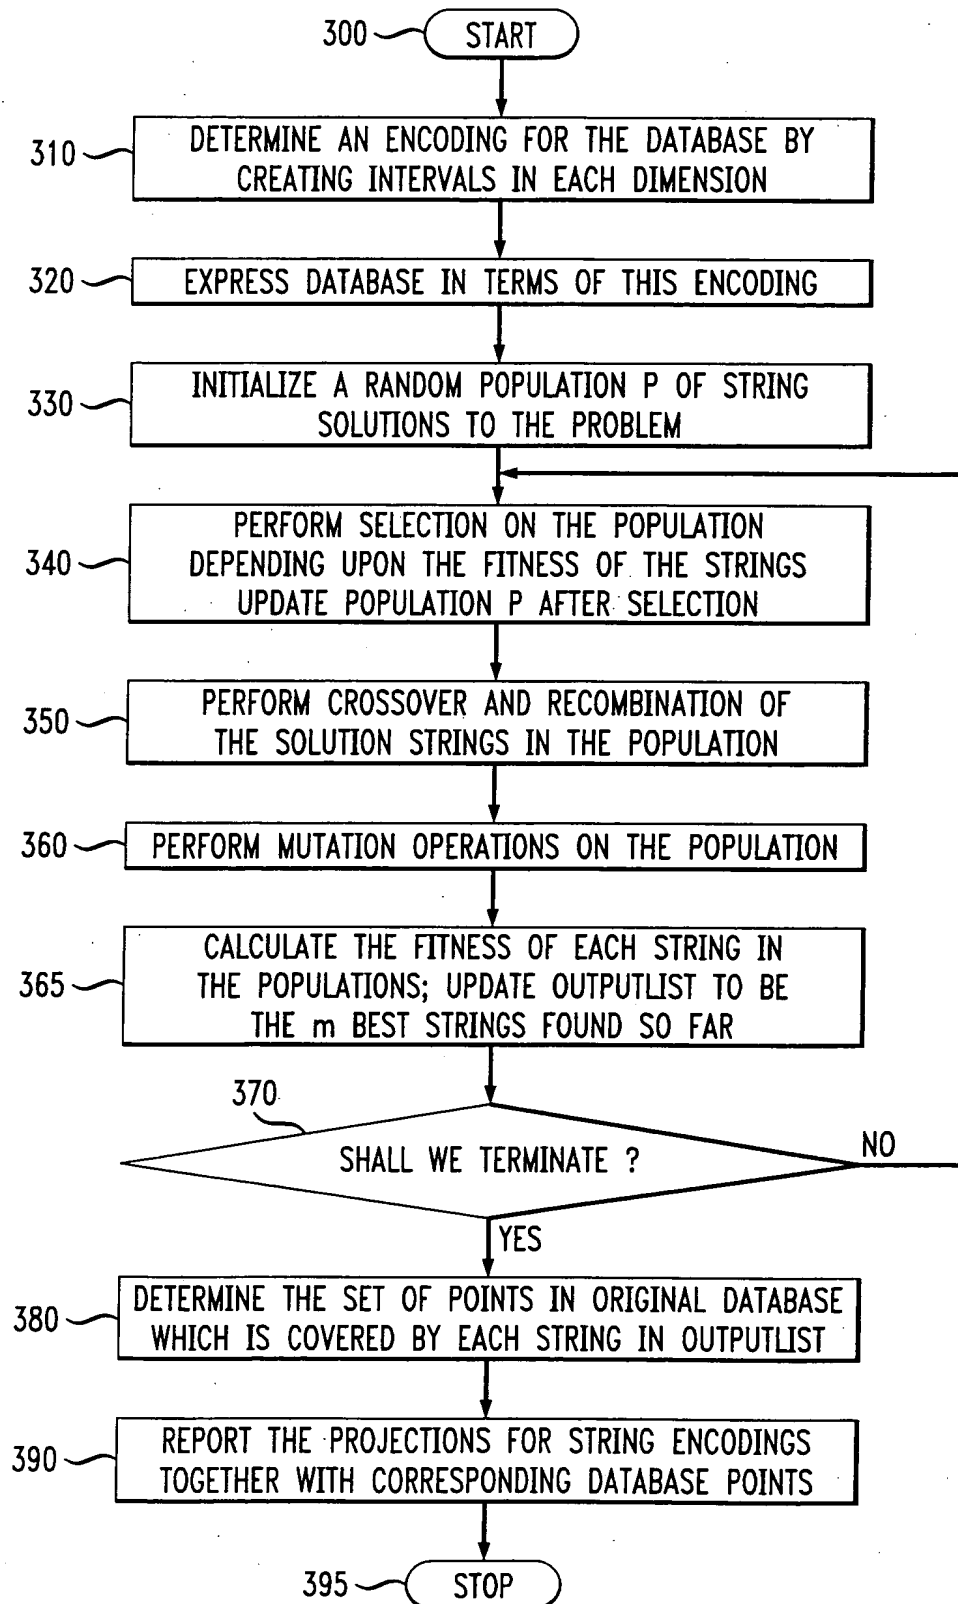 300
START
310
DETERMINE AN ENCODING FOR THE DATABASE BY
CREATING INTERVALS IN EACH DIMENSION
320
EXPRESS DATABASE IN TERMS OF THIS ENCODING
330
INITIALIZE A RANDOM POPULATION P OF STRING
SOLUTIONS TO THE PROBLEM
340
PERFORM SELECTION ON THE POPULATION
DEPENDING UPON THE FITNESS OF THE STRINGS
UPDATE POPULATION P AFTER SELECTION
350
PERFORM CROSSOVER AND RECOMBINATION OF
THE SOLUTION STRINGS IN THE POPULATION
360
PERFORM MUTATION OPERATIONS ON THE POPULATION
365
CALCULATE THE FITNESS OF EACH STRING IN
THE POPULATIONS; UPDATE OUTPUTLIST TO BE
THE m BEST STRINGS FOUND SO FAR
370
SHALL WE TERMINATE ?
NO
YES
380
DETERMINE THE SET OF POINTS IN ORIGINAL DATABASE
WHICH IS COVERED BY EACH STRING IN OUTPUTLIST
390
REPORT THE PROJECTIONS FOR STRING ENCODINGS
TOGETHER WITH CORRESPONDING DATABASE POINTS
395
STOP